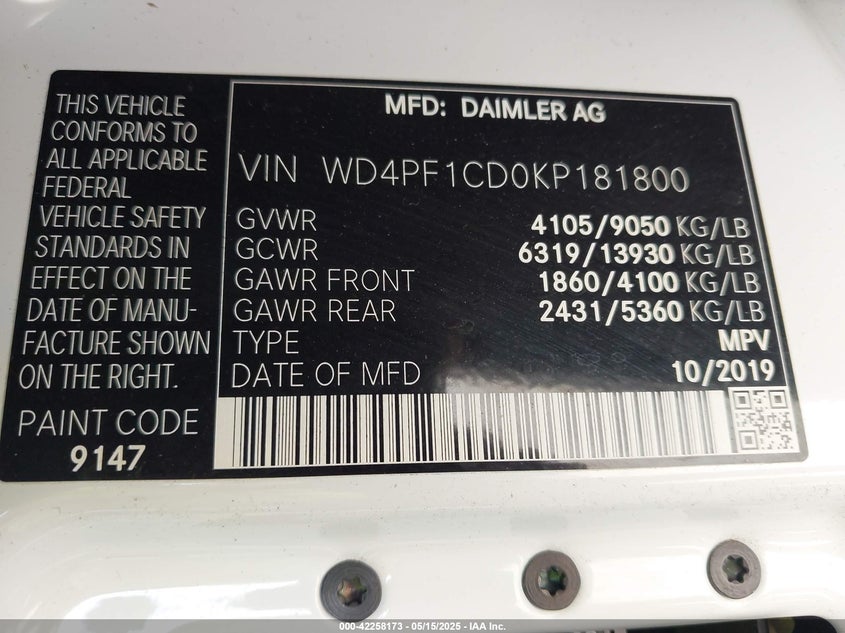 THIS VEHICLE
CONFORMS TO
ALL APPLICABLE
FEDERAL
VEHICLE SAFETY
STANDARDS IN
EFFECT ON THE
DATE OF MANU-
FACTURE SHOWN
ON THE RIGHT.
PAINT CODE
9147
MFD: DAIMLER AG
VIN WD4PF1CD0KP181800
GVWR 4105/9050 KG/LB
GCWR 6319/13930 KG/LB
GAWR FRONT 1860/4100 KG/LB
GAWR REAR 2431/5360 KG/LB
TYPE MPV
DATE OF MFD 10/2019
000-42258173 - 05/15/2025 - IAA Inc.